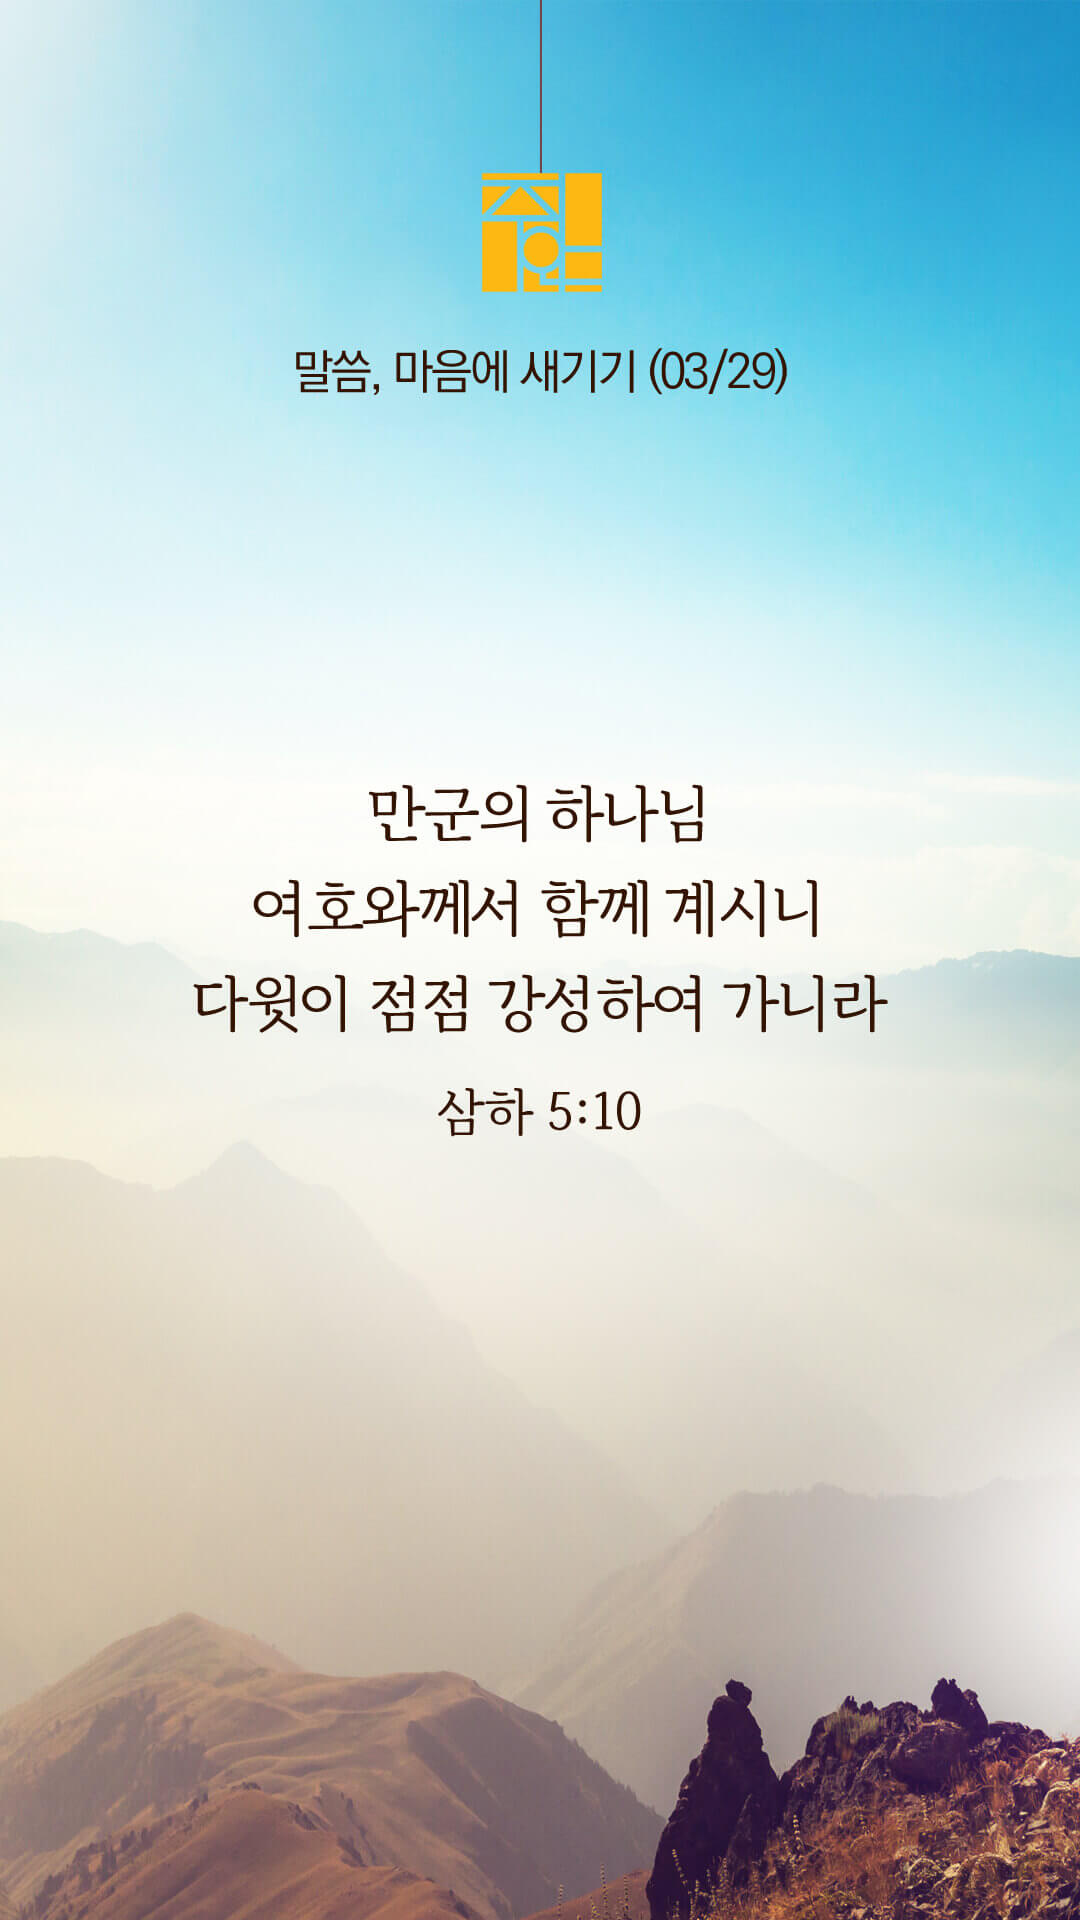 말씀, 마음에 새기기 (03/29)
만군의 하나님
여호와께서 함께 계시니
다윗이 점점 강성하여 가니라
삼하 5:10